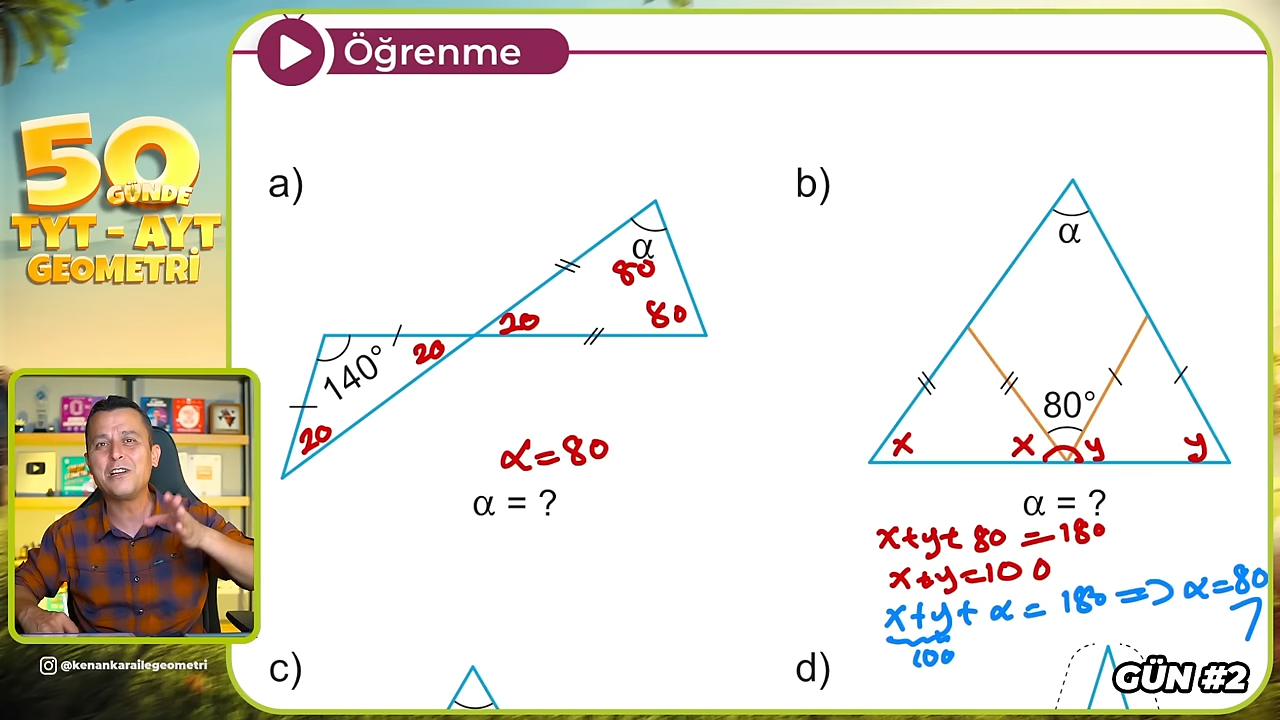 Öğrenme
50
GÜNDE
TYT - AYT
GEOMETRİ
a)
α
80
80
20
20
140°
20
α=80
α = ?
b)
α
80°
x x y y
α = ?
x+y+80=180
x+y=100
x+y+α=180=>α=80
100
c)
d)
@kenankarailegeometri
GÜN #2